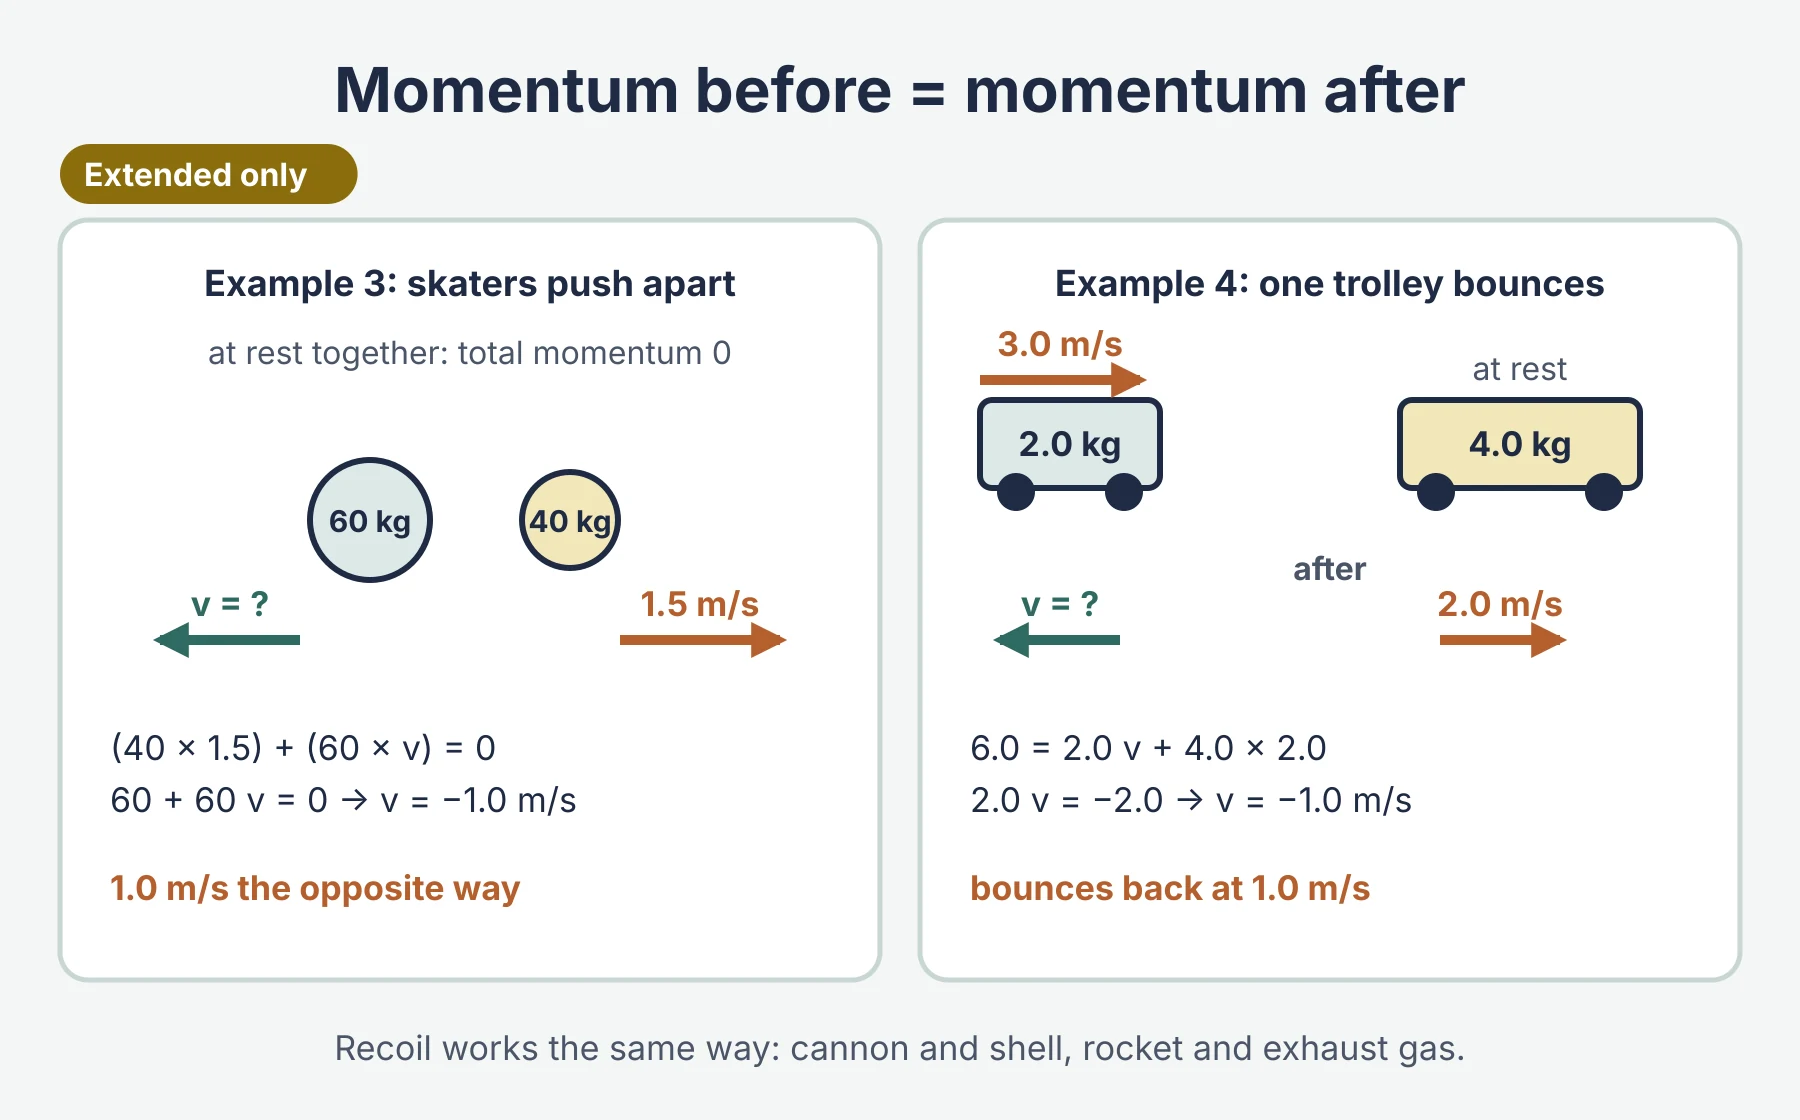 Momentum before = momentum after
Extended only
Example 3: skaters push apart
at rest together: total momentum 0
60 kg
40 kg
v = ?
1.5 m/s
(40 × 1.5) + (60 × v) = 0
60 + 60 v = 0 → v = −1.0 m/s
1.0 m/s the opposite way
Example 4: one trolley bounces
3.0 m/s
at rest
2.0 kg
4.0 kg
after
v = ?
2.0 m/s
6.0 = 2.0 v + 4.0 × 2.0
2.0 v = −2.0 → v = −1.0 m/s
bounces back at 1.0 m/s
Recoil works the same way: cannon and shell, rocket and exhaust gas.